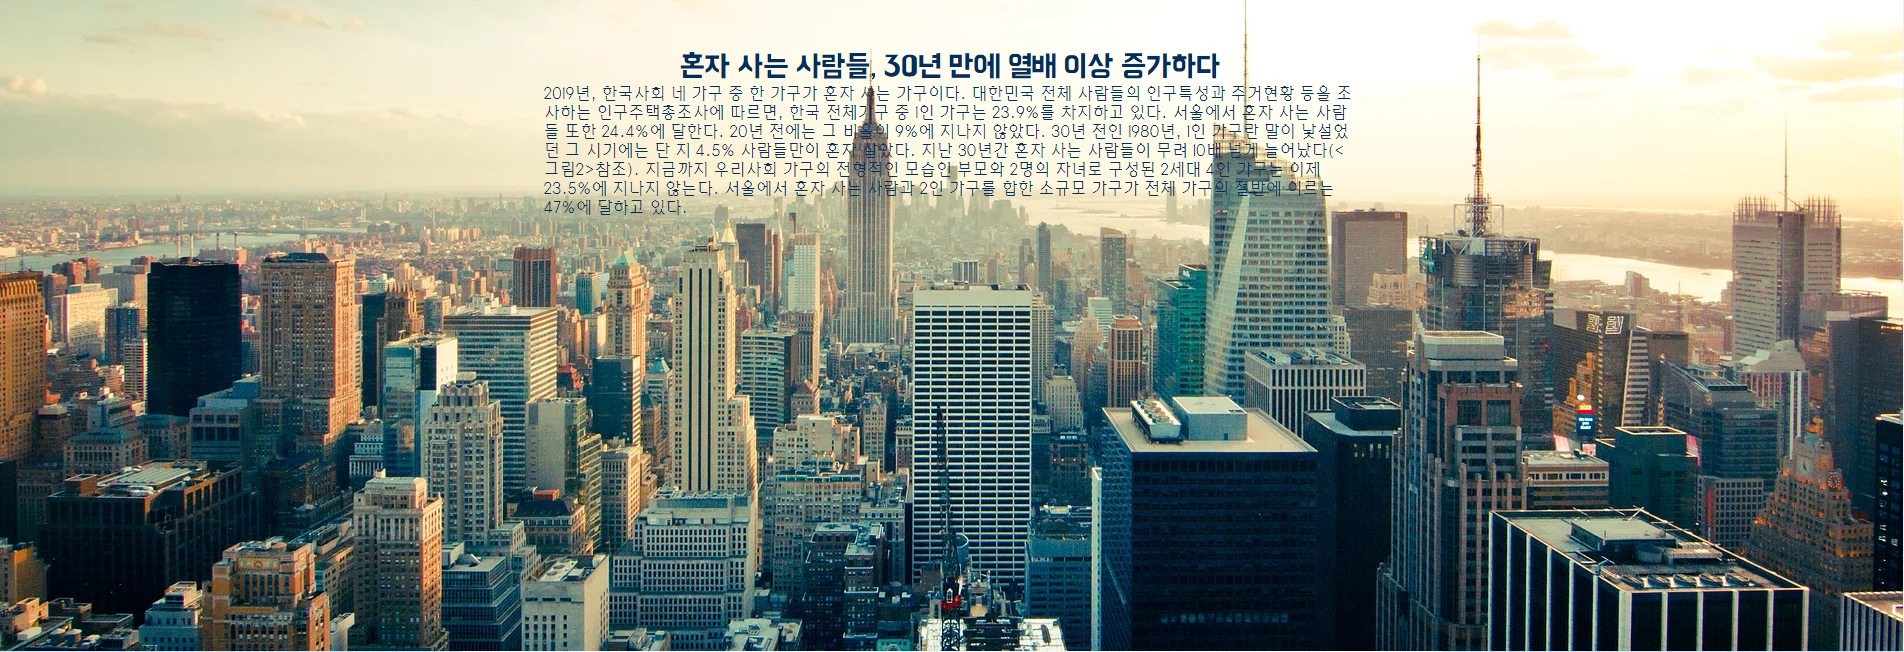 혼자 사는 사람들, 30년 만에 열배 이상 증가하다
2019년, 한국사회 네 가구 중 한 가구가 혼자 사는 가구이다. 대한민국 전체 사람들의 인구특성과 주거현황 등을 조
사하는 인구주택총조사에 따르면, 한국 전체가구 중 1인 가구는 23.9%를 차지하고 있다. 서울에서 혼자 사는 사람
들 또한 24.4%에 달한다. 20년 전에는 그 비율이 9%에 지나지 않았다. 30년 전인 1980년, 1인 가구란 말이 낯설었
던 그 시기에는 단 지 4.5% 사람들만이 혼자 살았다. 지난 30년간 혼자 사는 사람들이 무려 10배 넘게 늘어났다(<
그림2>참조). 지금까지 우리사회 가구의 전형적인 모습인 부모와 2명의 자녀로 구성된 2세대 4인 가구는 이제
23.5%에 지나지 않는다. 서울에서 혼자 사는 사람과 2인 가구를 합한 소규모 가구가 전체 가구의 절반에 이르는
47%에 달하고 있다.